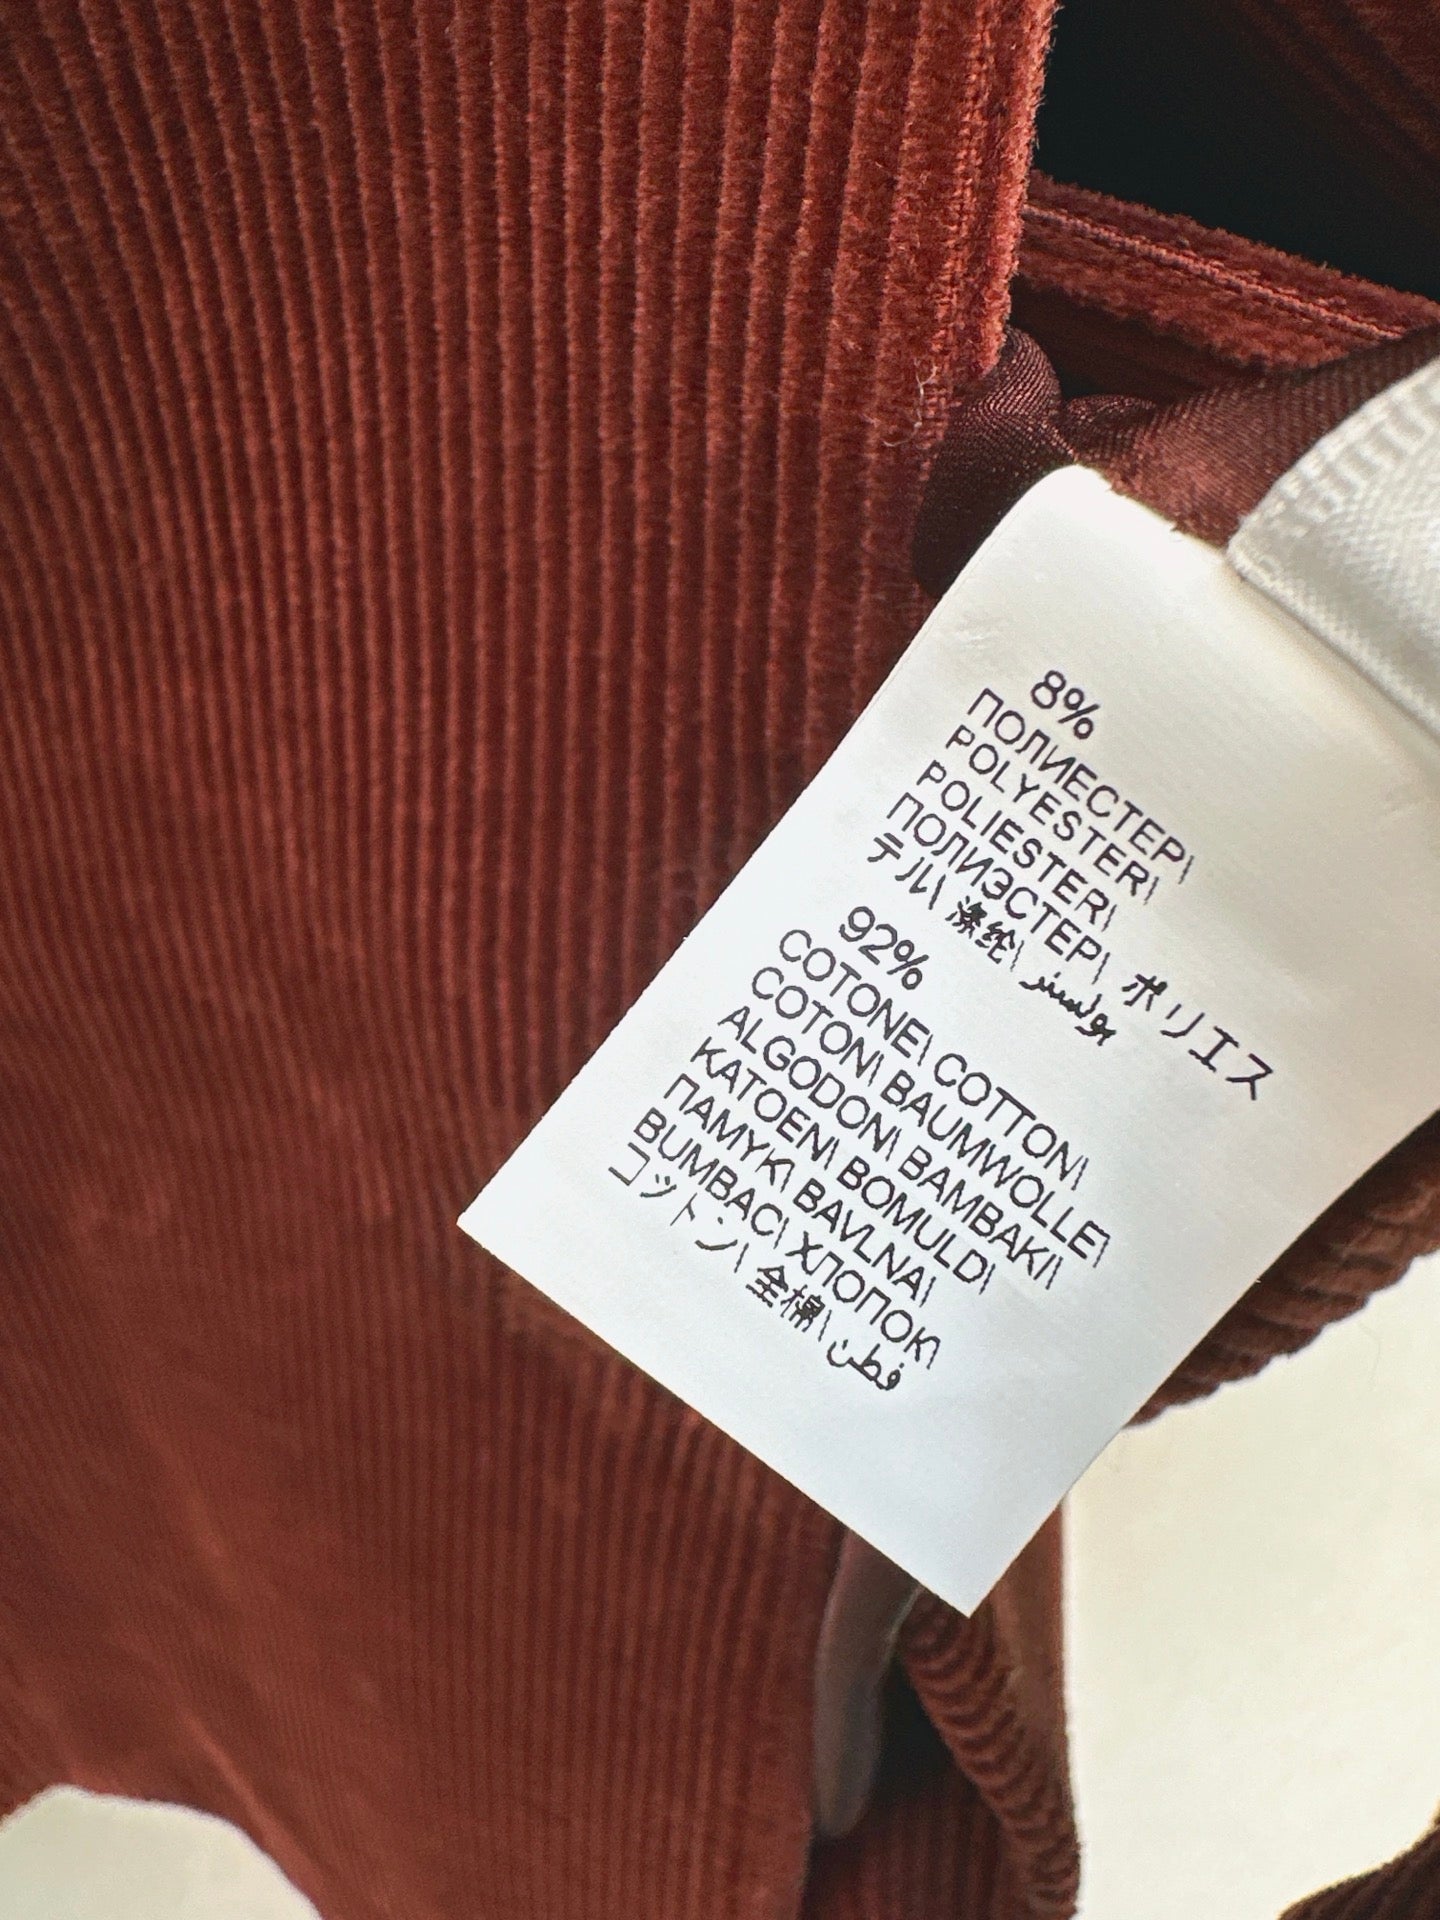 8%
ПОЛИЕСТЕР\
POLYESTER\
POLIESTER\
ПОЛИЭСТЕР\ ポリエス
テル\ 涤纶\ بولستر
92%
COTONE\ COTTON\
COTON\ BAUMWOLLE\
ALGODON\ BAMBAKI\
KATOEN\ BOMULD\
ПАМУК\ BAVLNA\
BUMBAC\ ХЛОПОК\
コットン\ 全棉\ قطن